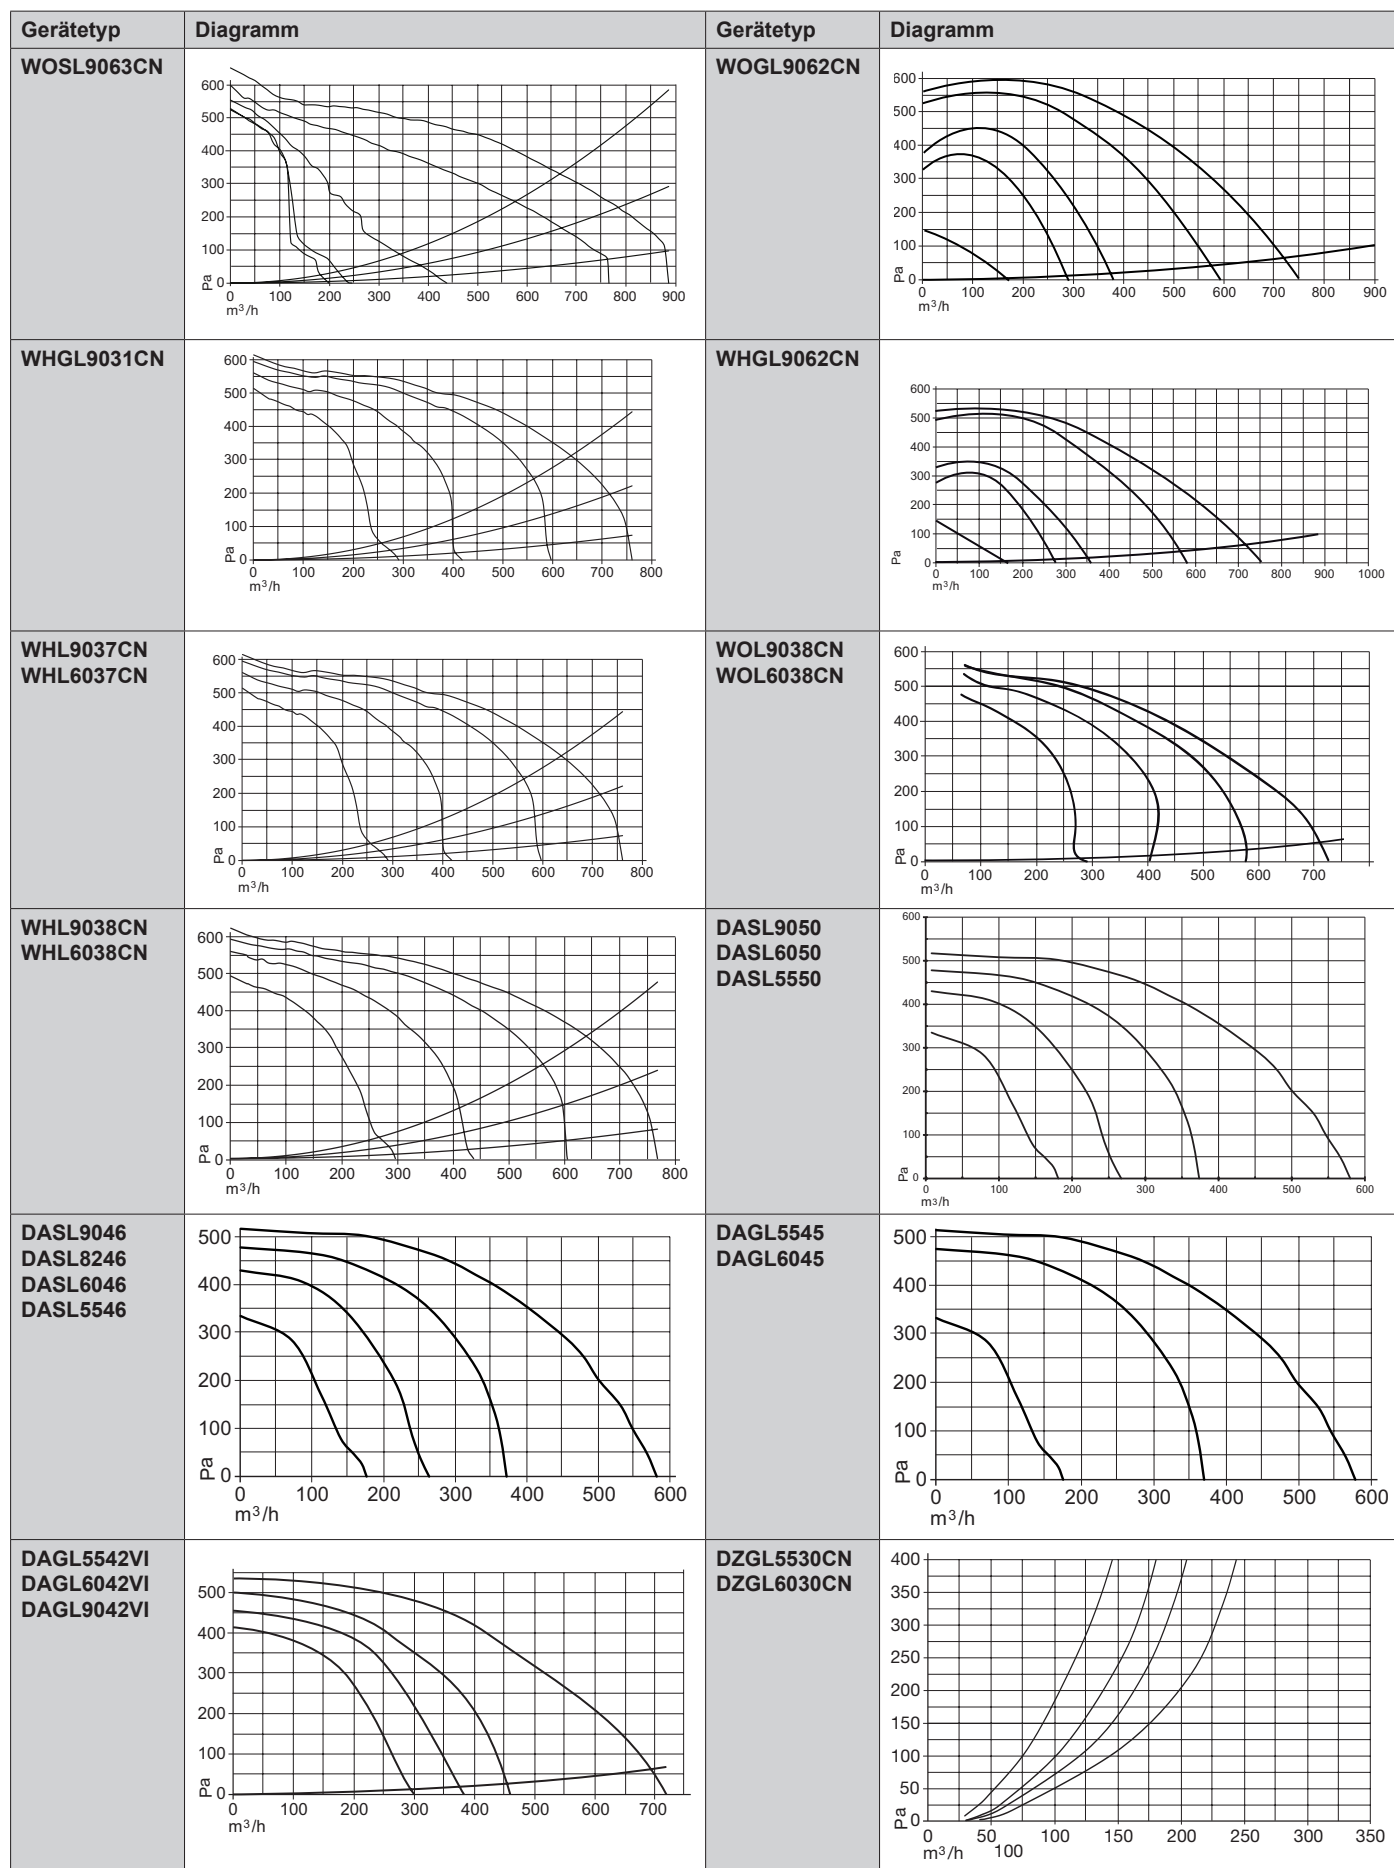 Gerätetyp Diagramm Gerätetyp Diagramm
WOSL9063CN
600
500
400
300
200
100
0
Pa
0 100 200 300 400 500 600 700 800 900
m³/h
WOGL9062CN
600
500
400
300
200
100
0
Pa
0 100 200 300 400 500 600 700 800 900
m³/h
WHGL9031CN
600
500
400
300
200
100
0
Pa
0 100 200 300 400 500 600 700 800
m³/h
WHGL9062CN
600
500
400
300
200
100
0
Pa
0 100 200 300 400 500 600 700 800 900 1000
m³/h
WHL9037CN
WHL6037CN
600
500
400
300
200
100
0
Pa
0 100 200 300 400 500 600 700 800
m³/h
WOL9038CN
WOL6038CN
600
500
400
300
200
100
0
Pa
0 100 200 300 400 500 600 700
m³/h
WHL9038CN
WHL6038CN
600
500
400
300
200
100
0
Pa
0 100 200 300 400 500 600 700 800
m³/h
DASL9050
DASL6050
DASL5550
600
500
400
300
200
100
0
Pa
0 100 200 300 400 500 600
m³/h
DASL9046
DASL8246
DASL6046
DASL5546
500
400
300
200
100
0
Pa
0 100 200 300 400 500 600
m³/h
DAGL5545
DAGL6045
500
400
300
200
100
0
Pa
0 100 200 300 400 500 600
m³/h
DAGL5542VI
DAGL6042VI
DAGL9042VI
500
400
300
200
100
0
Pa
0 100 200 300 400 500 600 700
m³/h
DZGL5530CN
DZGL6030CN
400
350
300
250
200
150
100
50
0
Pa
0 50 100 150 200 250 300 350
m³/h 100